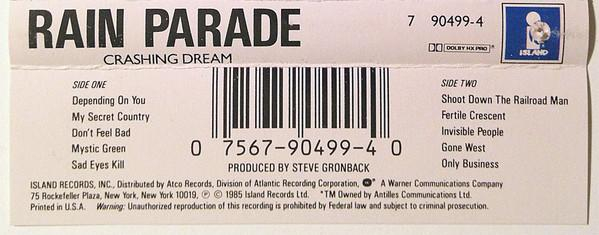 RAIN PARADE
CRASHING DREAM
7 90499-4
DOLBY HX PRO
ISLAND
SIDE ONE
Depending On You
My Secret Country
Don't Feel Bad
Mystic Green
Sad Eyes Kill
0 7567-90499-4 0
PRODUCED BY STEVE GRONBACK
SIDE TWO
Shoot Down The Railroad Man
Fertile Crescent
Invisible People
Gone West
Only Business
ISLAND RECORDS, INC., Distributed by Atco Records, Division of Atlantic Recording Corporation, ® A Warner Communications Company
75 Rockefeller Plaza, New York, New York 10019, ℗ © 1985 Island Records Ltd. *TM Owned by Antilles Communications Ltd.
Printed in U.S.A. Warning: Unauthorized reproduction of this recording is prohibited by Federal law and subject to criminal prosecution.